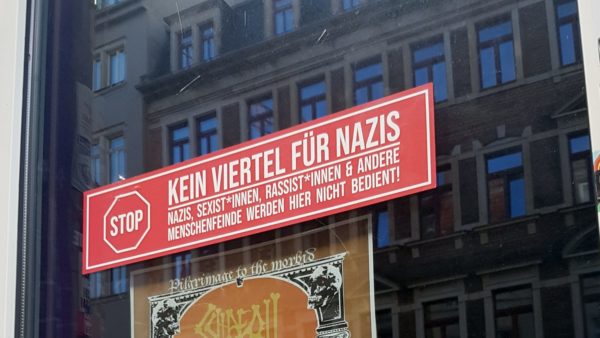 STOP
KEIN VIERTEL FÜR NAZIS
NAZIS, SEXIST*INNEN, RASSIST*INNEN & ANDERE
MENSCHENFEINDE WERDEN HIER NICHT BEDIENT!
Pilgrimage to the morbid